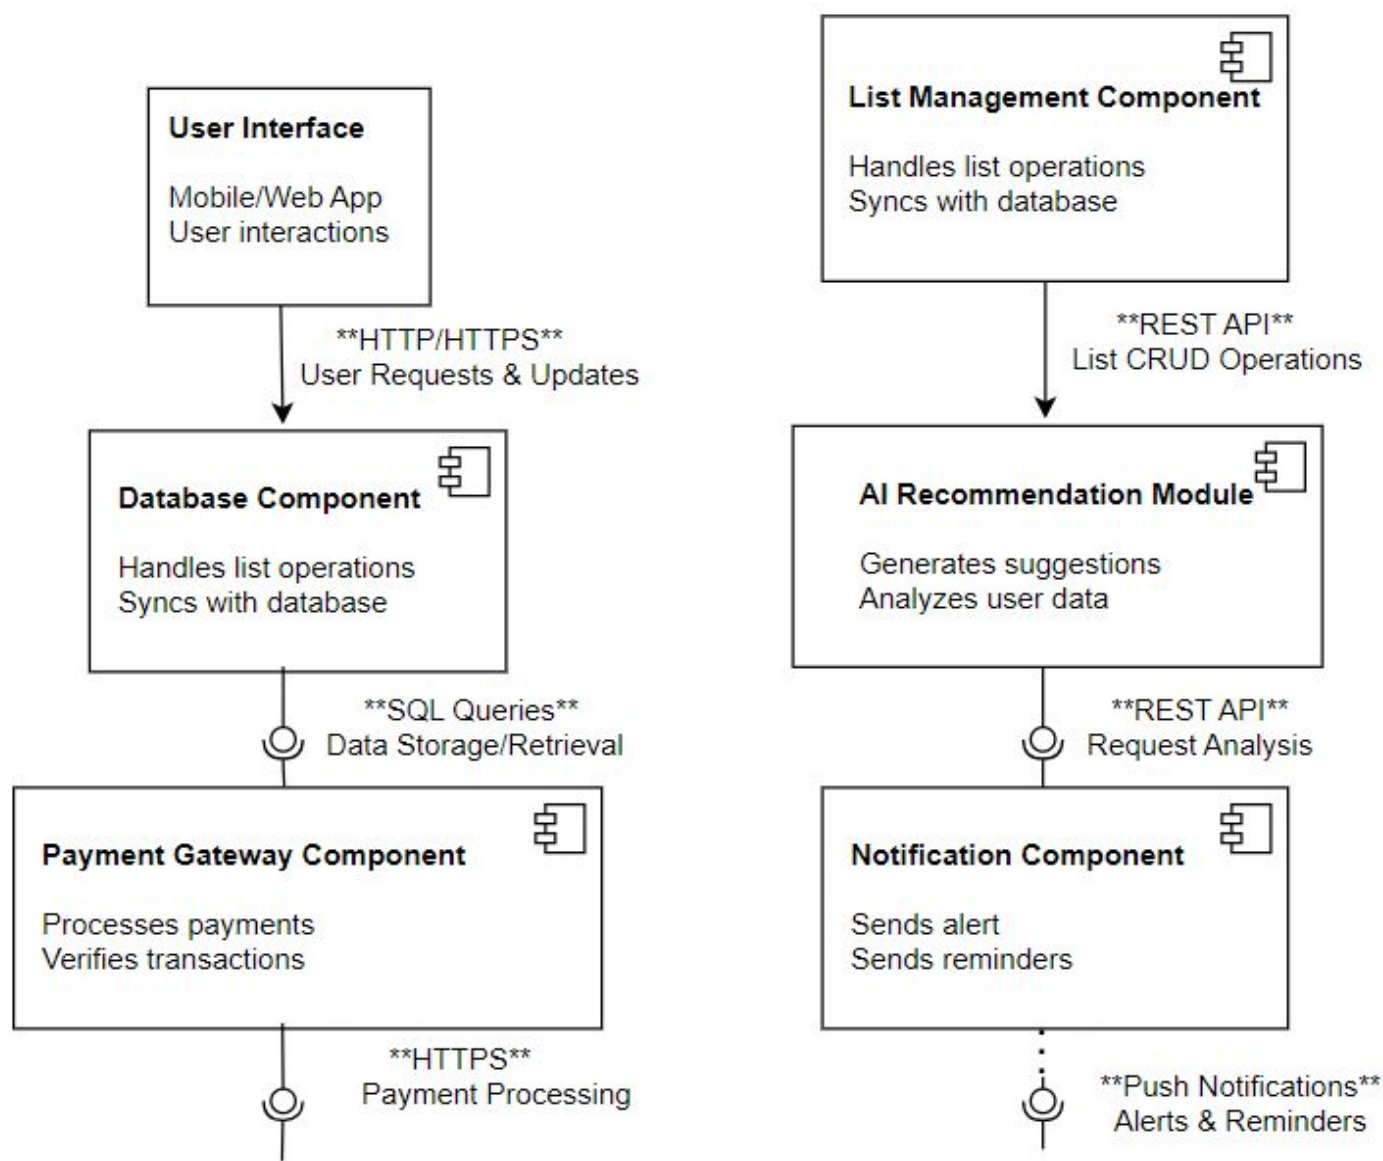 User Interface
Mobile/Web App
User interactions
**HTTP/HTTPS**
User Requests & Updates
Database Component
Handles list operations
Syncs with database
**SQL Queries**
Data Storage/Retrieval
Payment Gateway Component
Processes payments
Verifies transactions
**HTTPS**
Payment Processing
List Management Component
Handles list operations
Syncs with database
**REST API**
List CRUD Operations
AI Recommendation Module
Generates suggestions
Analyzes user data
**REST API**
Request Analysis
Notification Component
Sends alert
Sends reminders
**Push Notifications**
Alerts & Reminders